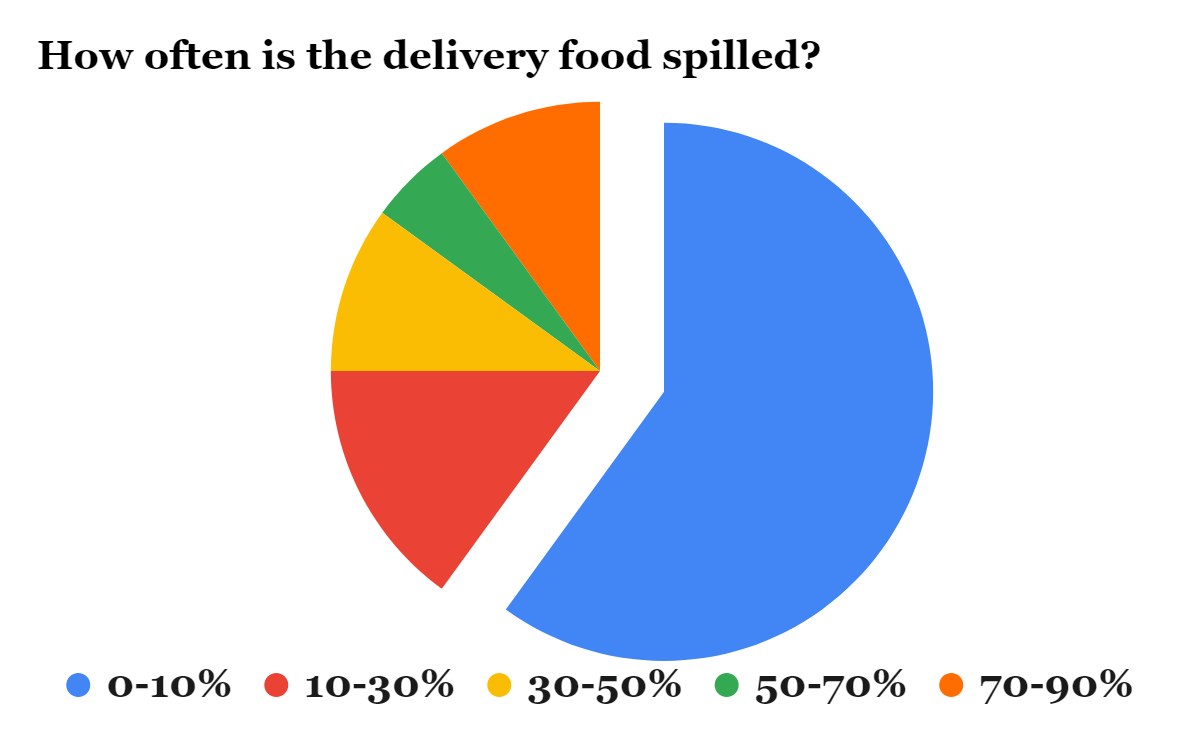 How often is the delivery food spilled?
0-10% 10-30% 30-50% 50-70% 70-90%